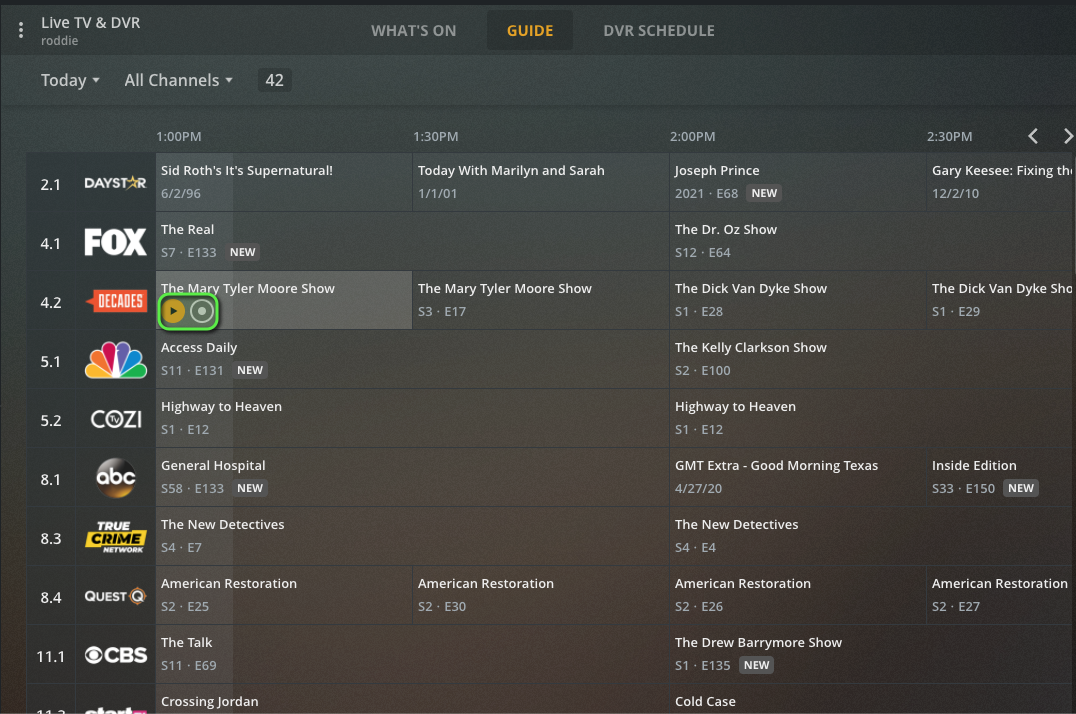 Live TV & DVR
roddie
WHAT'S ON
GUIDE
DVR SCHEDULE
Today
All Channels
42
1:00PM
1:30PM
2:00PM
2:30PM
2.1
DAYSTAR
Sid Roth's It's Supernatural!
6/2/96
Today With Marilyn and Sarah
1/1/01
Joseph Prince
2021 · E68 NEW
Gary Keesee: Fixing the
12/2/10
4.1
FOX
The Real
S7 · E133 NEW
The Dr. Oz Show
S12 · E64
4.2
DECADES
The Mary Tyler Moore Show
The Mary Tyler Moore Show
S3 · E17
The Dick Van Dyke Show
S1 · E28
The Dick Van Dyke Sho
S1 · E29
5.1
Access Daily
S11 · E131 NEW
The Kelly Clarkson Show
S2 · E100
5.2
COZI TV
Highway to Heaven
S1 · E12
Highway to Heaven
S1 · E12
8.1
abc
General Hospital
S58 · E133 NEW
GMT Extra - Good Morning Texas
4/27/20
Inside Edition
S33 · E150 NEW
8.3
TRUE
CRIME
NETWORK
The New Detectives
S4 · E7
The New Detectives
S4 · E4
8.4
QUEST Q
American Restoration
S2 · E25
American Restoration
S2 · E30
American Restoration
S2 · E26
American Restoration
S2 · E27
11.1
CBS
The Talk
S11 · E69
The Drew Barrymore Show
S1 · E135 NEW
Crossing Jordan
Cold Case